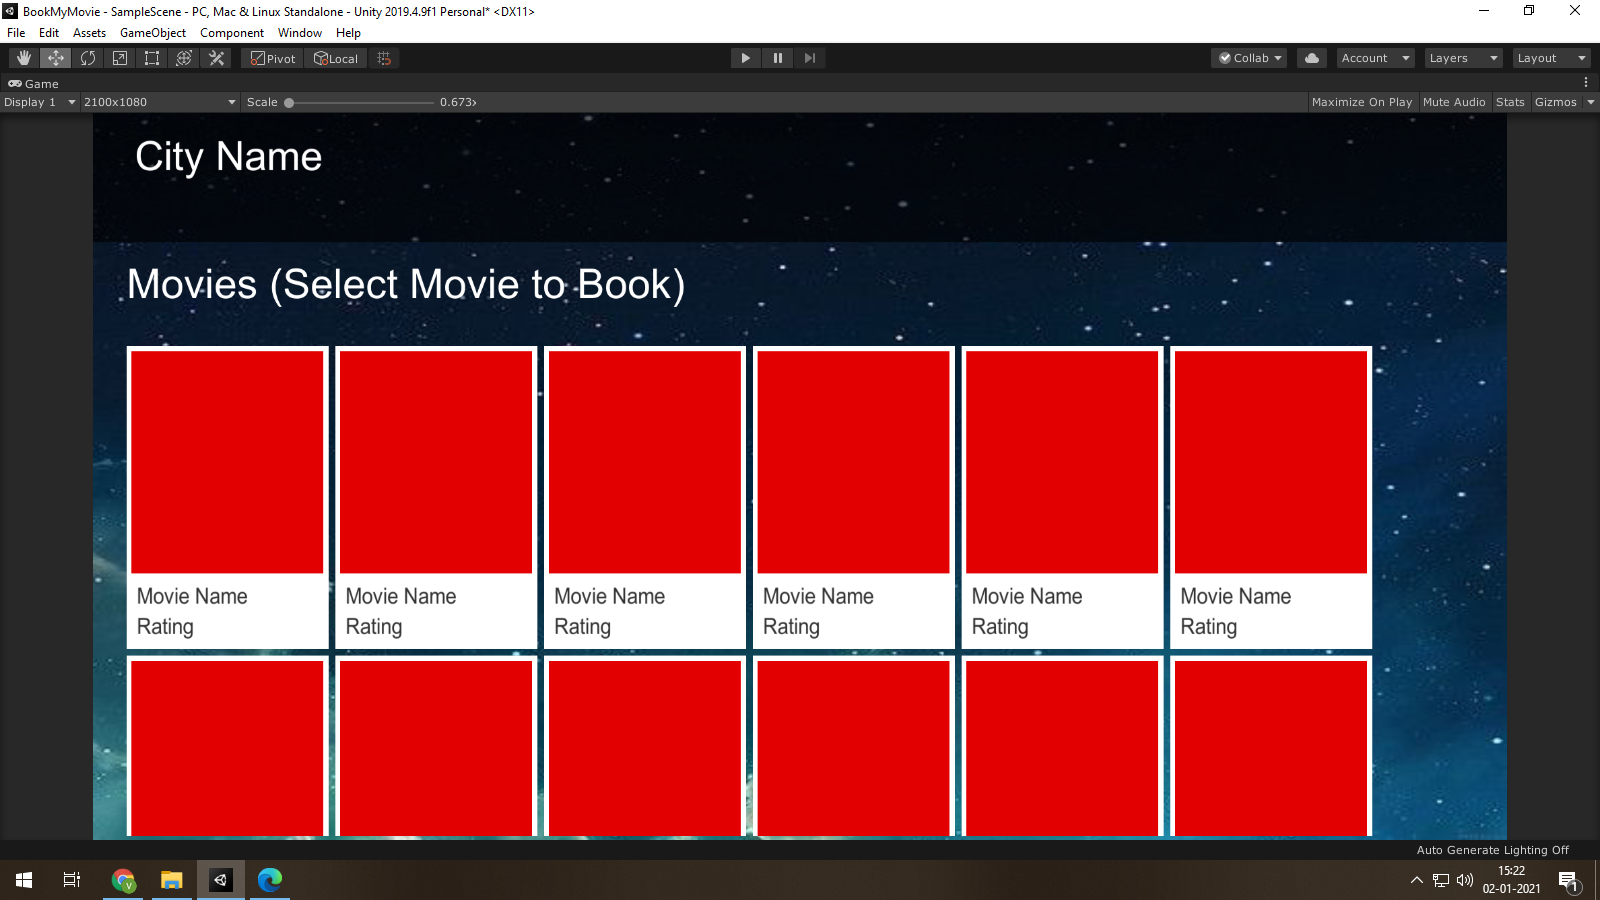 BookMyMovie - SampleScene - PC, Mac & Linux Standalone - Unity 2019.4.9f1 Personal* <DX11>
File Edit Assets GameObject Component Window Help
Pivot Local Collab Account Layers Layout
Game
Display 1 2100x1080 Scale 0.673 Maximize On Play Mute Audio Stats Gizmos
City Name
Movies (Select Movie to Book)
Movie Name Movie Name Movie Name Movie Name Movie Name Movie Name
Rating Rating Rating Rating Rating Rating
Auto Generate Lighting Off
V
15:22
02-01-2021
1